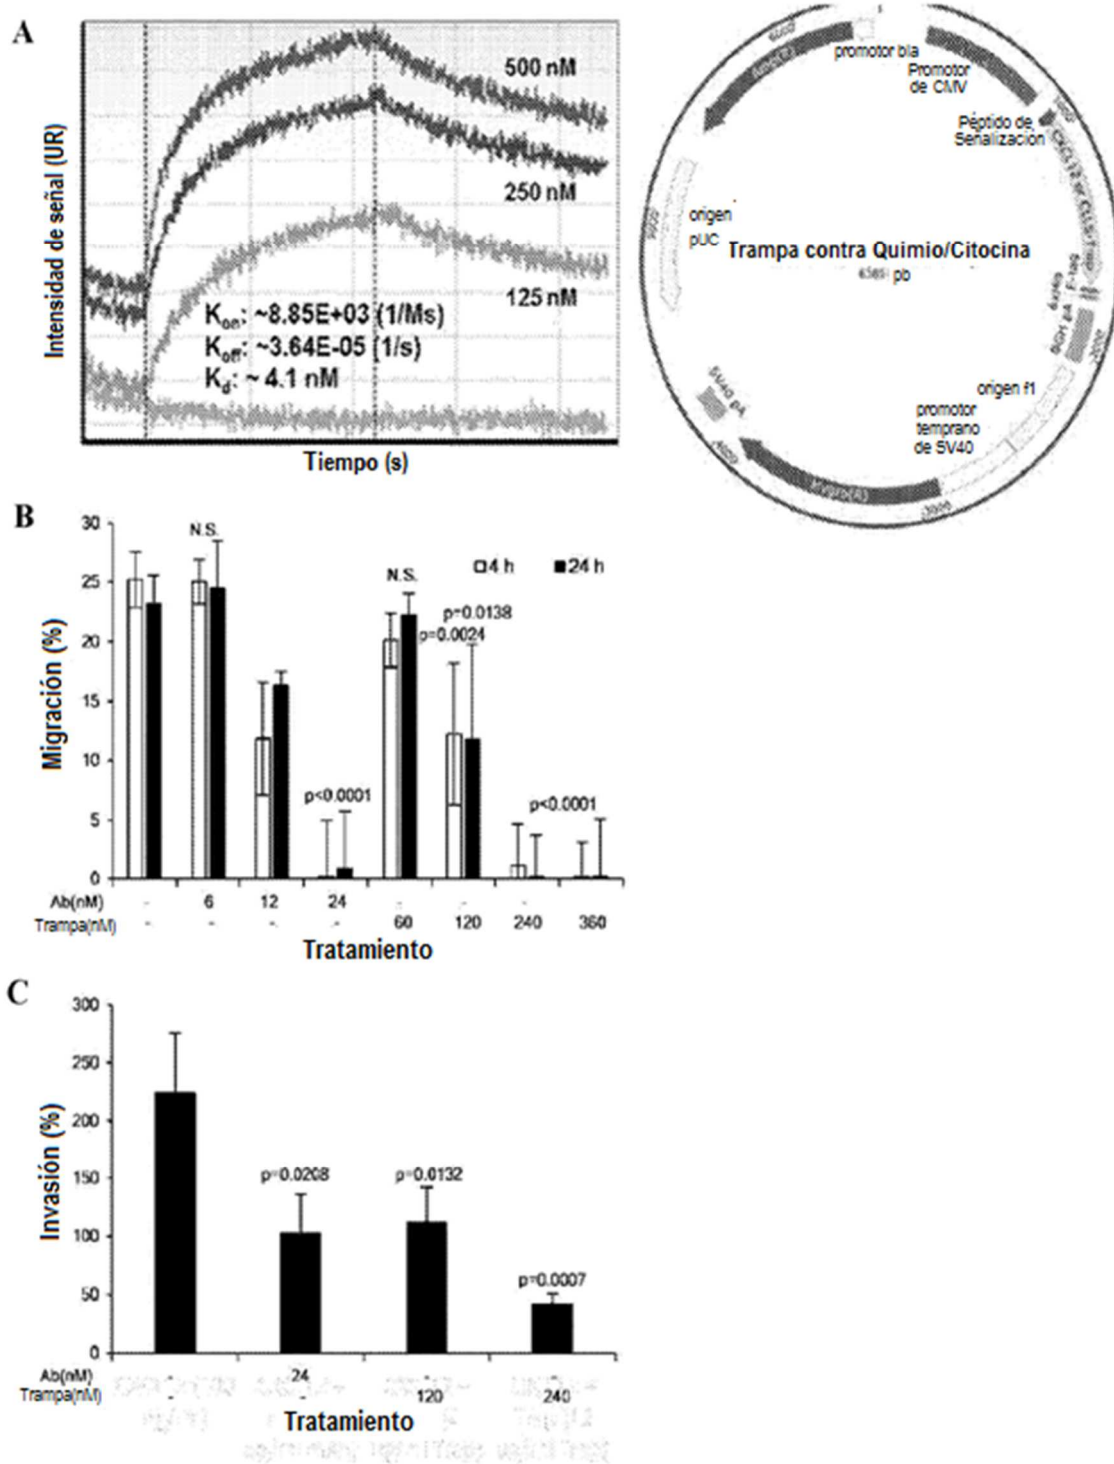 A
Intensidad de señal (UR)
500 nM
250 nM
125 nM
Kon: ~8.85E+03 (1/Ms)
Koff: ~3.64E-05 (1/s)
Kd: ~ 4.1 nM
Tiempo (s)
promotor bla
Promotor
de CMV
Péptido de
Senalización
origen
pUC
Trampa contra Quimio/Citocina
pb
BGH pA
origen f1
promotor
temprano
de SV40
SV40 pA
3000
B
Migración (%)
30
25
20
15
10
5
0
N.S.
4 h
24 h
N.S.
p=0.0138
p=0.0024
p<0.0001
p<0.0001
Ab(nM) - 6 12 24 - - - -
Trampa(nM) - - - - 60 120 240 360
Tratamiento
C
Invasión (%)
300
250
200
150
100
50
0
p=0.0208
p=0.0132
p=0.0007
Ab(nM) - 24 - -
Trampa(nM) - - 120 240
Tratamiento